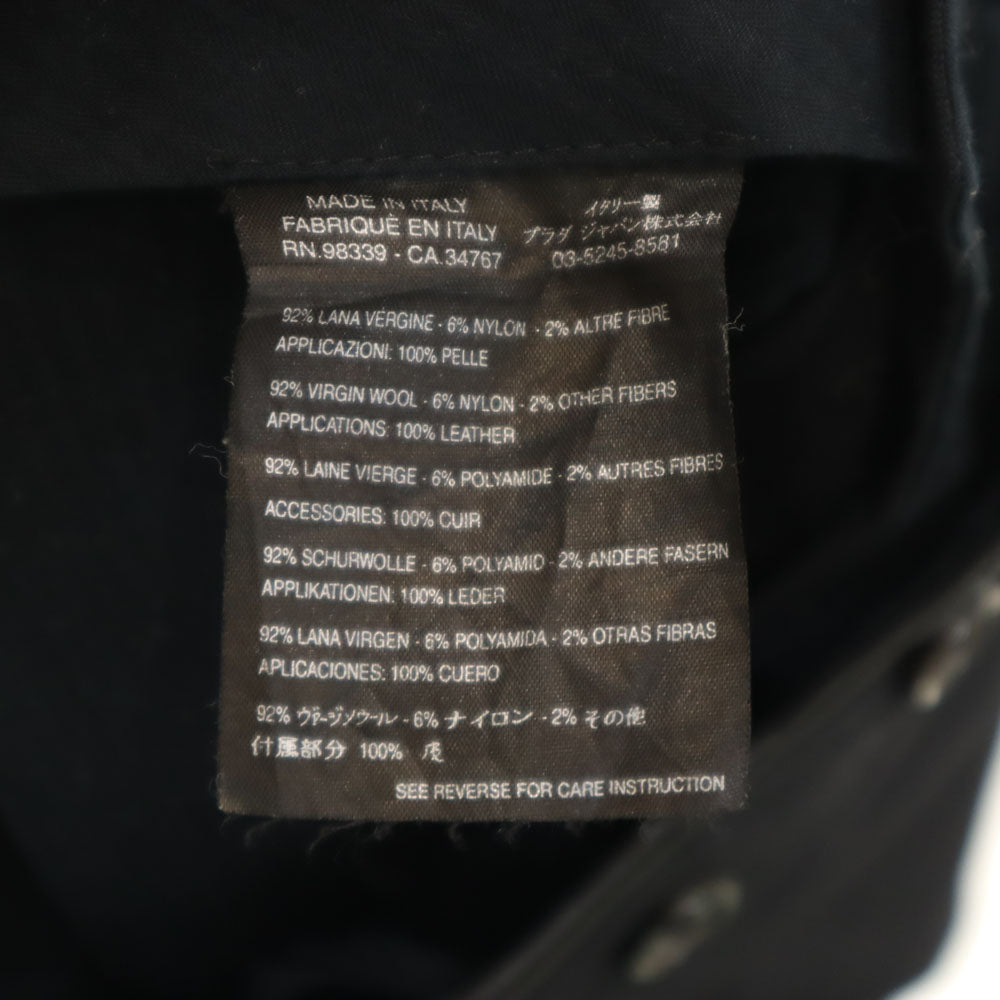 MADE IN ITALY
FABRIQUÈ EN ITALY
RN.98339 - CA.34767
イタリー製
プラダ ジャパン株式会社
03-5245-8581
92% LANA VERGINE - 6% NYLON - 2% ALTRE FIBRE
APPLICAZIONI: 100% PELLE
92% VIRGIN WOOL - 6% NYLON - 2% OTHER FIBERS
APPLICATIONS: 100% LEATHER
92% LAINE VIERGE - 6% POLYAMIDE - 2% AUTRES FIBRES
ACCESSORIES: 100% CUIR
92% SCHURWOLLE - 6% POLYAMID - 2% ANDERE FASERN
APPLIKATIONEN: 100% LEDER
92% LANA VIRGEN - 6% POLYAMIDA - 2% OTRAS FIBRAS
APLICACIONES: 100% CUERO
92% ヴァージンウール - 6% ナイロン - 2% その他
付属部分 100%
SEE REVERSE FOR CARE INSTRUCTION